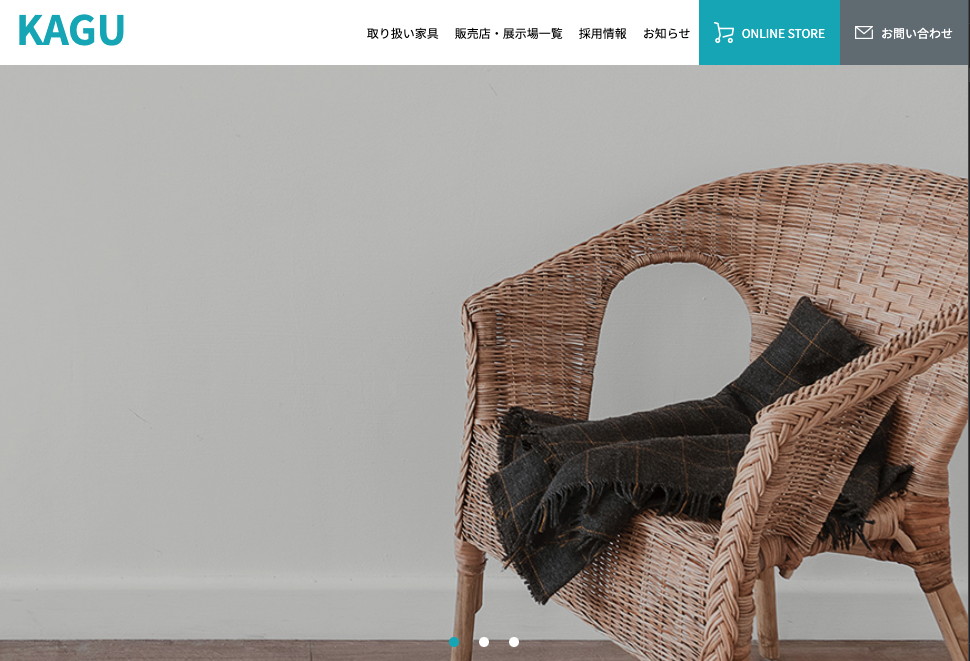 KAGU
取り扱い家具
販売店・展示場一覧
採用情報
お知らせ
ONLINE STORE
お問い合わせ